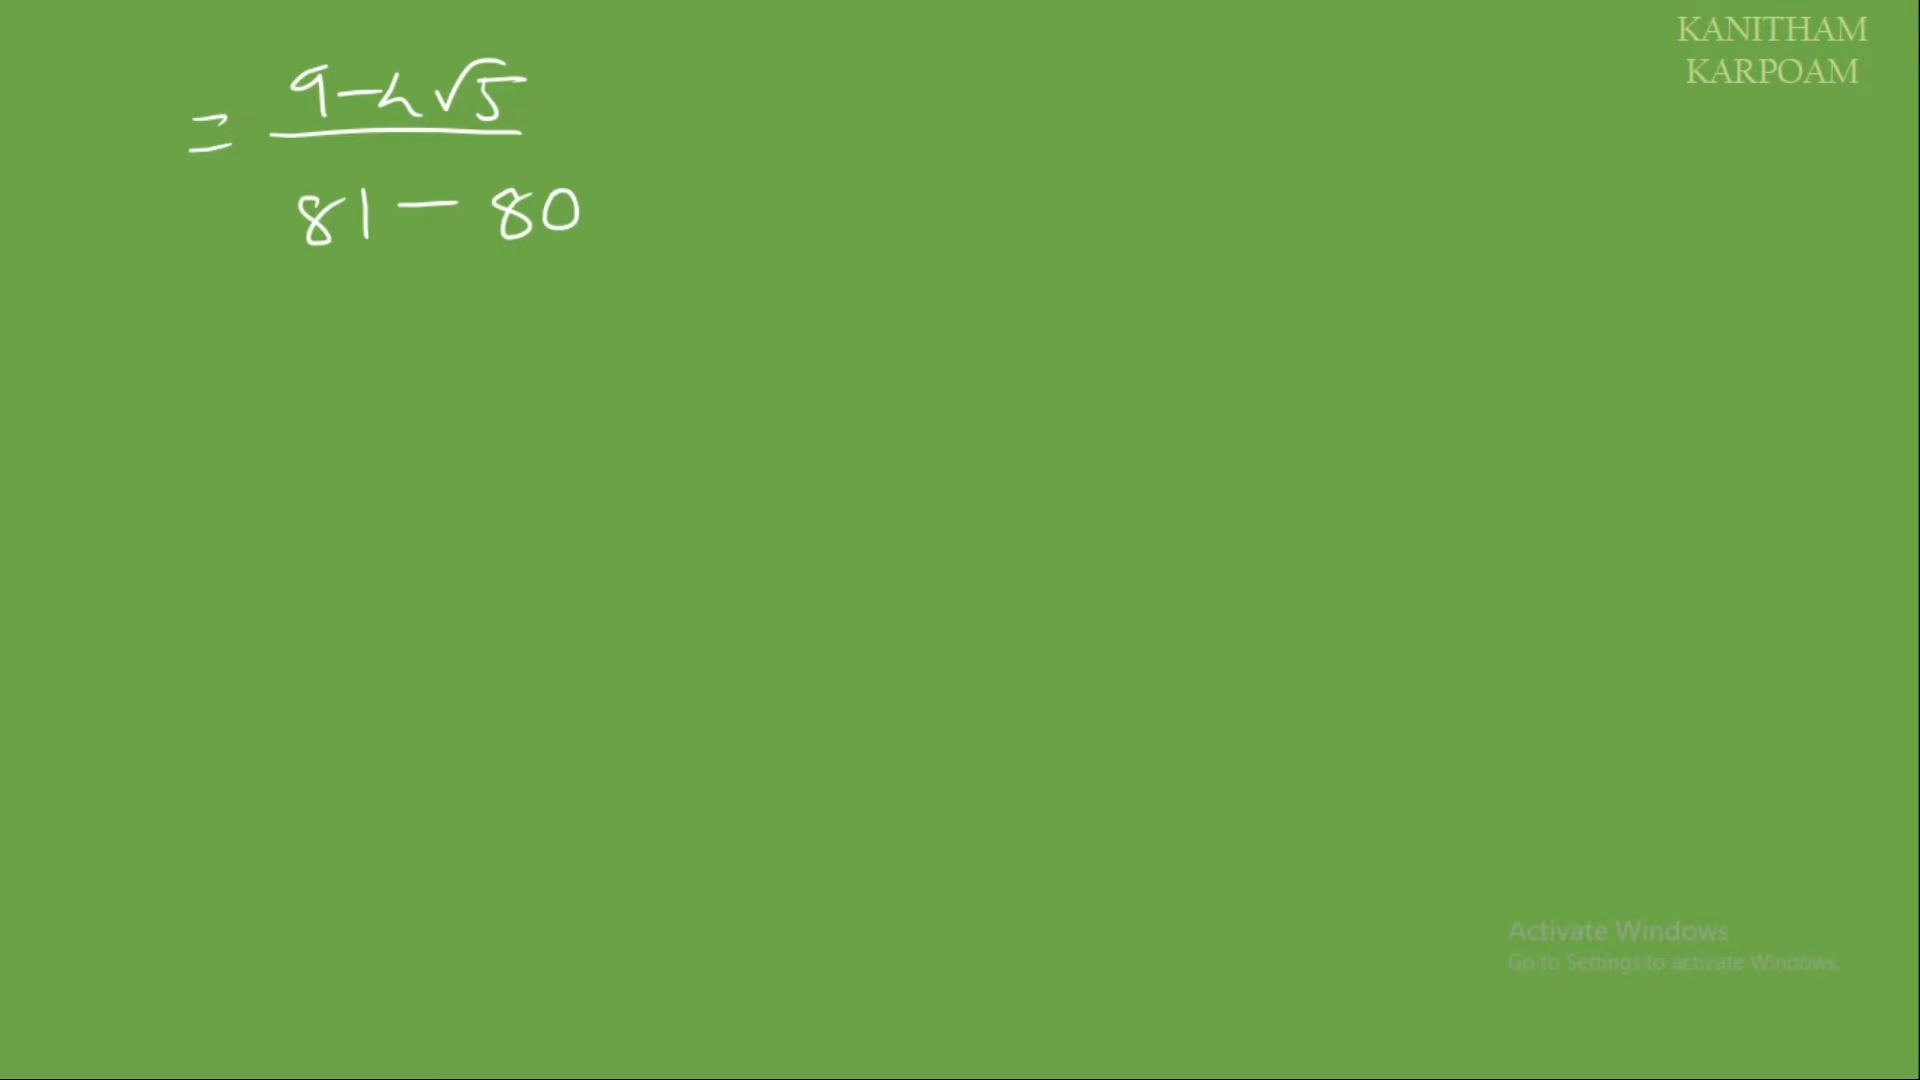 KANITHAM
KARPOAM
= (9-4√5)/(81-80)
Activate Windows
Go to Settings to activate Windows.